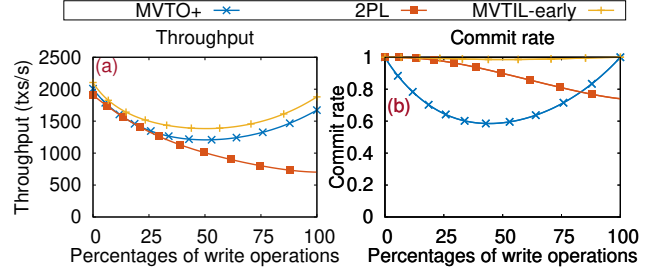 MVTO+ 2PL MVTIL-early
Throughput
(a)
Throughput (txs/s)
2500
2000
1500
1000
500
0
0 25 50 75 100
Percentages of write operations
Commit rate
(b)
Commit rate
1
0.8
0.6
0.4
0.2
0
0 25 50 75 100
Percentages of write operations